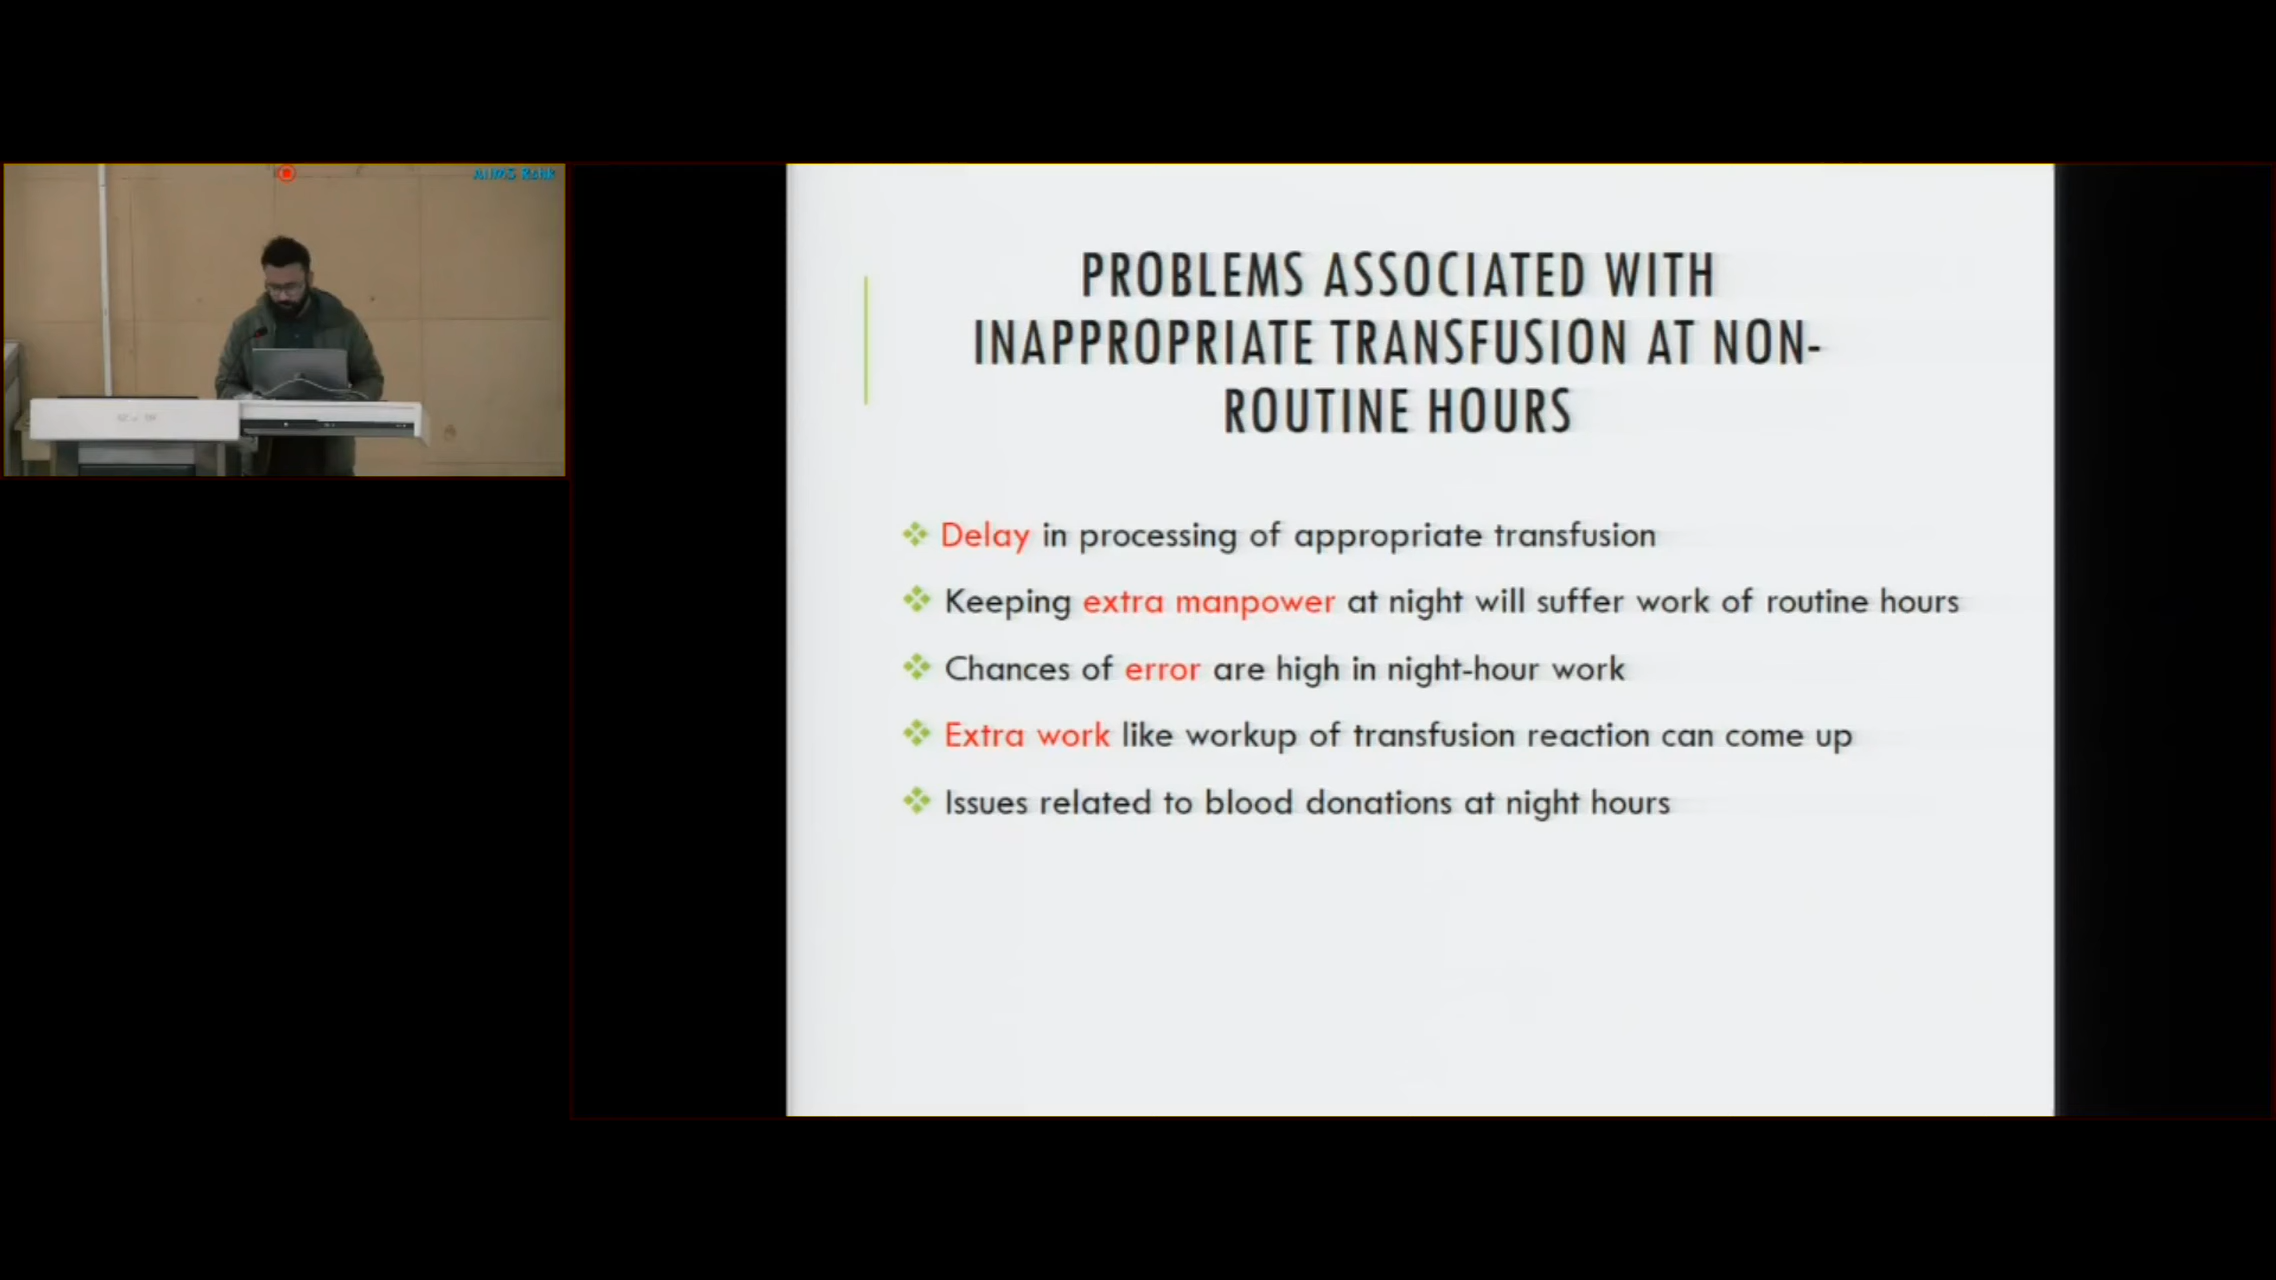 PROBLEMS ASSOCIATED WITH
INAPPROPRIATE TRANSFUSION AT NON-
ROUTINE HOURS
Delay in processing of appropriate transfusion
Keeping extra manpower at night will suffer work of routine hours
Chances of error are high in night-hour work
Extra work like workup of transfusion reaction can come up
Issues related to blood donations at night hours